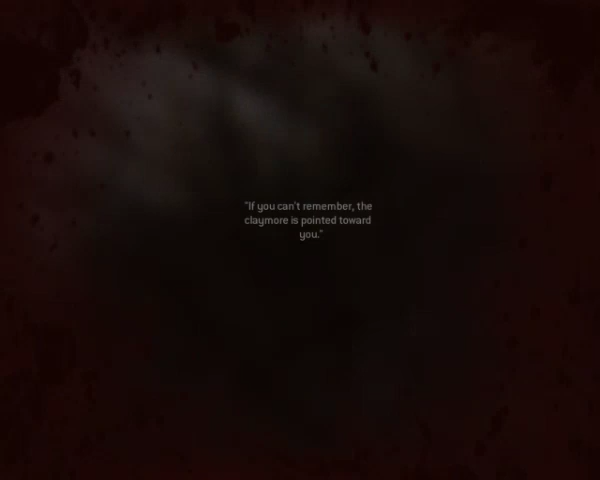 "If you can't remember, the
claymore is pointed toward
you."